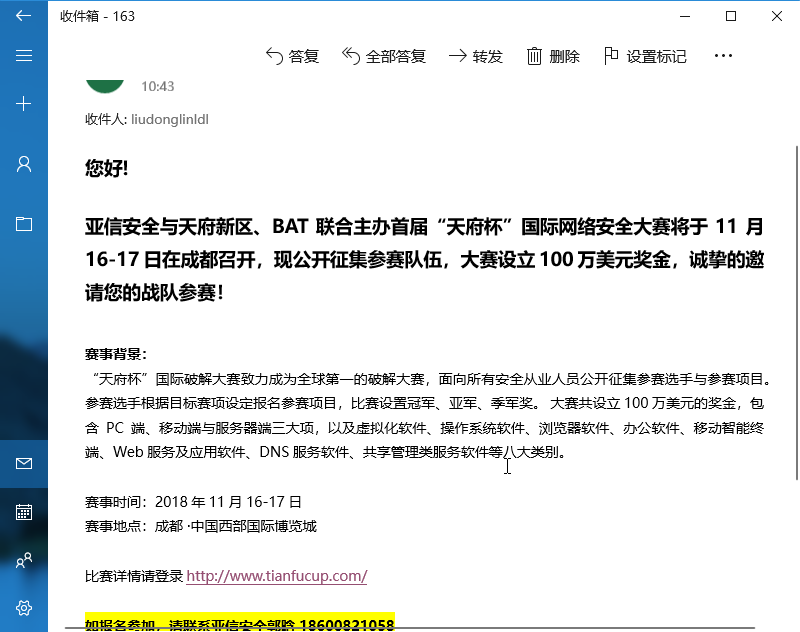 收件箱 - 163
答复 全部答复 转发 删除 设置标记
10:43
收件人: liudonglinldl
您好!
亚信安全与天府新区、BAT 联合主办首届“天府杯”国际网络安全大赛将于 11 月
16-17 日在成都召开，现公开征集参赛队伍，大赛设立 100 万美元奖金，诚挚的邀
请您的战队参赛！
赛事背景：
“天府杯”国际破解大赛致力成为全球第一的破解大赛，面向所有安全从业人员公开征集参赛选手与参赛项目。
参赛选手根据目标赛项设定报名参赛项目，比赛设置冠军、亚军、季军奖。 大赛共设立 100 万美元的奖金，包
含 PC 端、移动端与服务器端三大项，以及虚拟化软件、操作系统软件、浏览器软件、办公软件、移动智能终
端、Web 服务及应用软件、DNS 服务软件、共享管理类服务软件等八大类别。
赛事时间：2018 年 11 月 16-17 日
赛事地点：成都 ·中国西部国际博览城
比赛详情请登录 http://www.tianfucup.com/
如报名参加，请联系亚信安全郭晗 18600821058